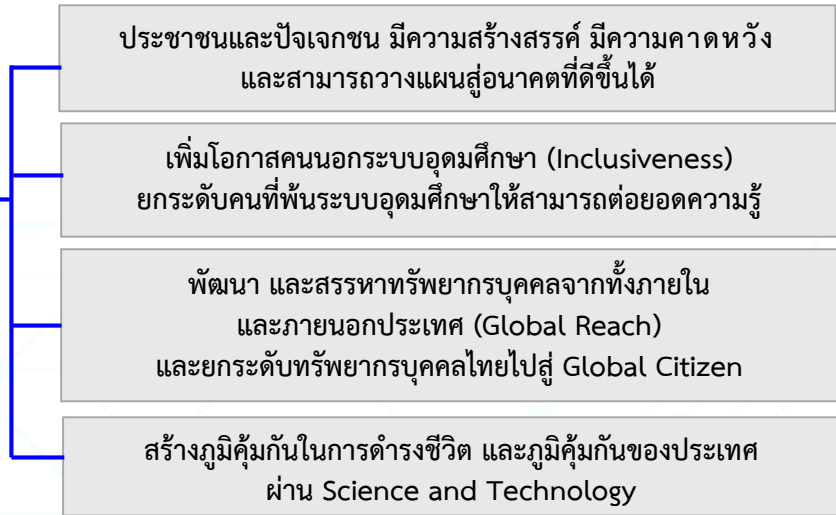 ประชาชนและปัจเจกชน มีความสร้างสรรค์ มีความคาดหวัง
และสามารถวางแผนสู่อนาคตที่ดีขึ้นได้
เพิ่มโอกาสคนนอกระบบอุดมศึกษา (Inclusiveness)
ยกระดับคนที่พ้นระบบอุดมศึกษาให้สามารถต่อยอดความรู้
พัฒนา และสรรหาทรัพยากรบุคคลจากทั้งภายใน
และภายนอกประเทศ (Global Reach)
และยกระดับทรัพยากรบุคคลไทยไปสู่ Global Citizen
สร้างภูมิคุ้มกันในการดำรงชีวิต และภูมิคุ้มกันของประเทศ
ผ่าน Science and Technology